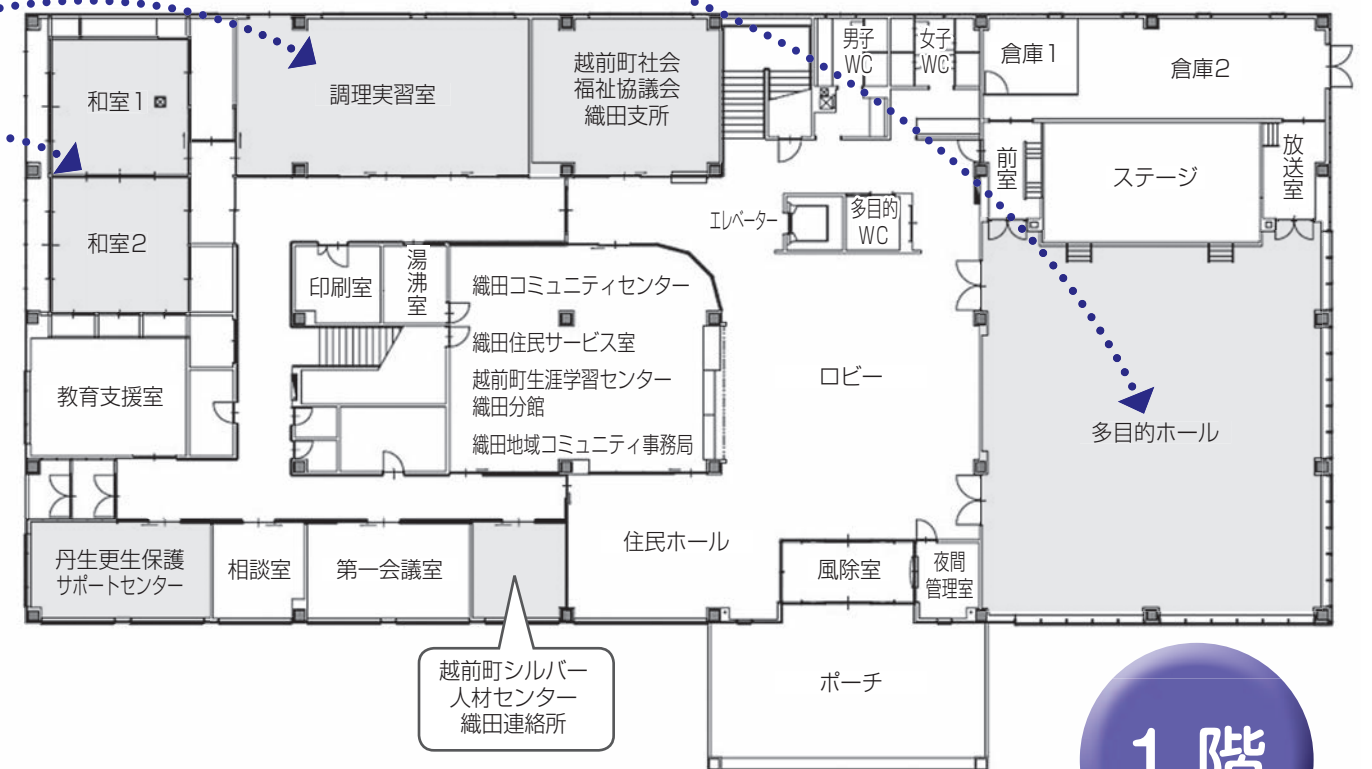 男子
WC
女子
WC
倉庫1
倉庫2
和室1
調理実習室
越前町社会
福祉協議会
織田支所
前室
ステージ
放送室
和室2
エレベーター
多目的
WC
印刷室
湯沸室
織田コミュニティセンター
織田住民サービス室
越前町生涯学習センター
織田分館
織田地域コミュニティ事務局
ロビー
教育支援室
多目的ホール
丹生更生保護
サポートセンター
相談室
第一会議室
住民ホール
風除室
夜間
管理室
越前町シルバー
人材センター
織田連絡所
ポーチ
1階